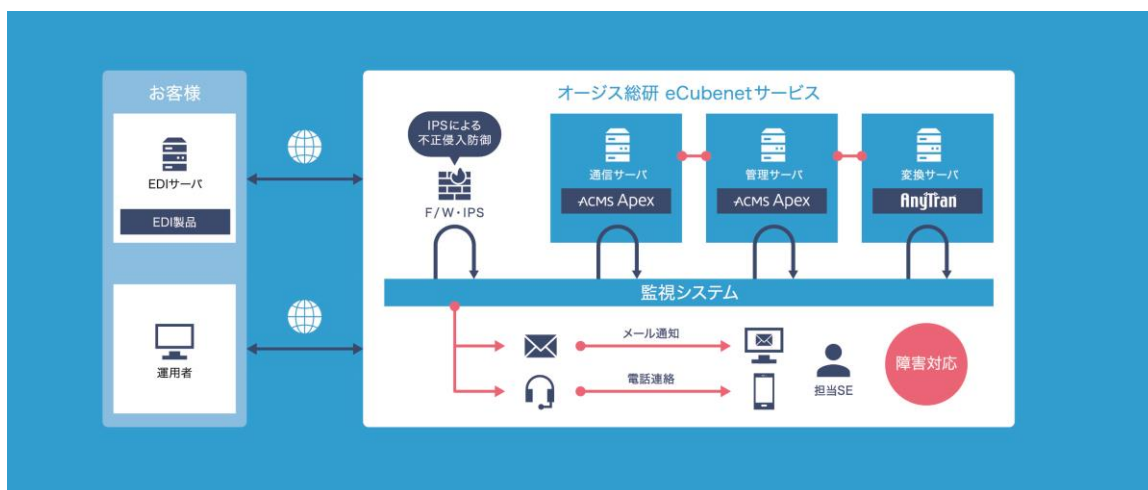 お客様
EDIサーバ
EDI製品
運用者
オージス総研 eCubenetサービス
IPSによる
不正侵入防御
F/W・IPS
通信サーバ
ACMS Apex
管理サーバ
ACMS Apex
変換サーバ
AnyTran
監視システム
メール通知
電話連絡
担当SE
障害対応